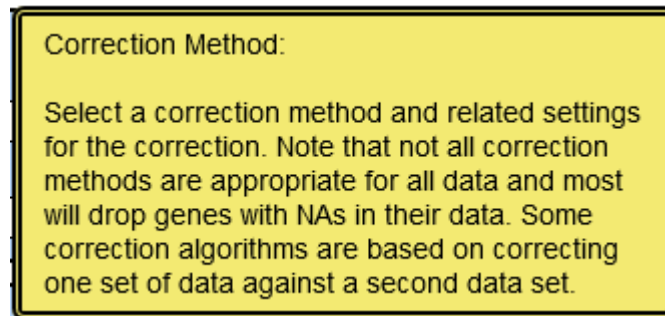 Correction Method:
Select a correction method and related settings
for the correction. Note that not all correction
methods are appropriate for all data and most
will drop genes with NAs in their data. Some
correction algorithms are based on correcting
one set of data against a second data set.